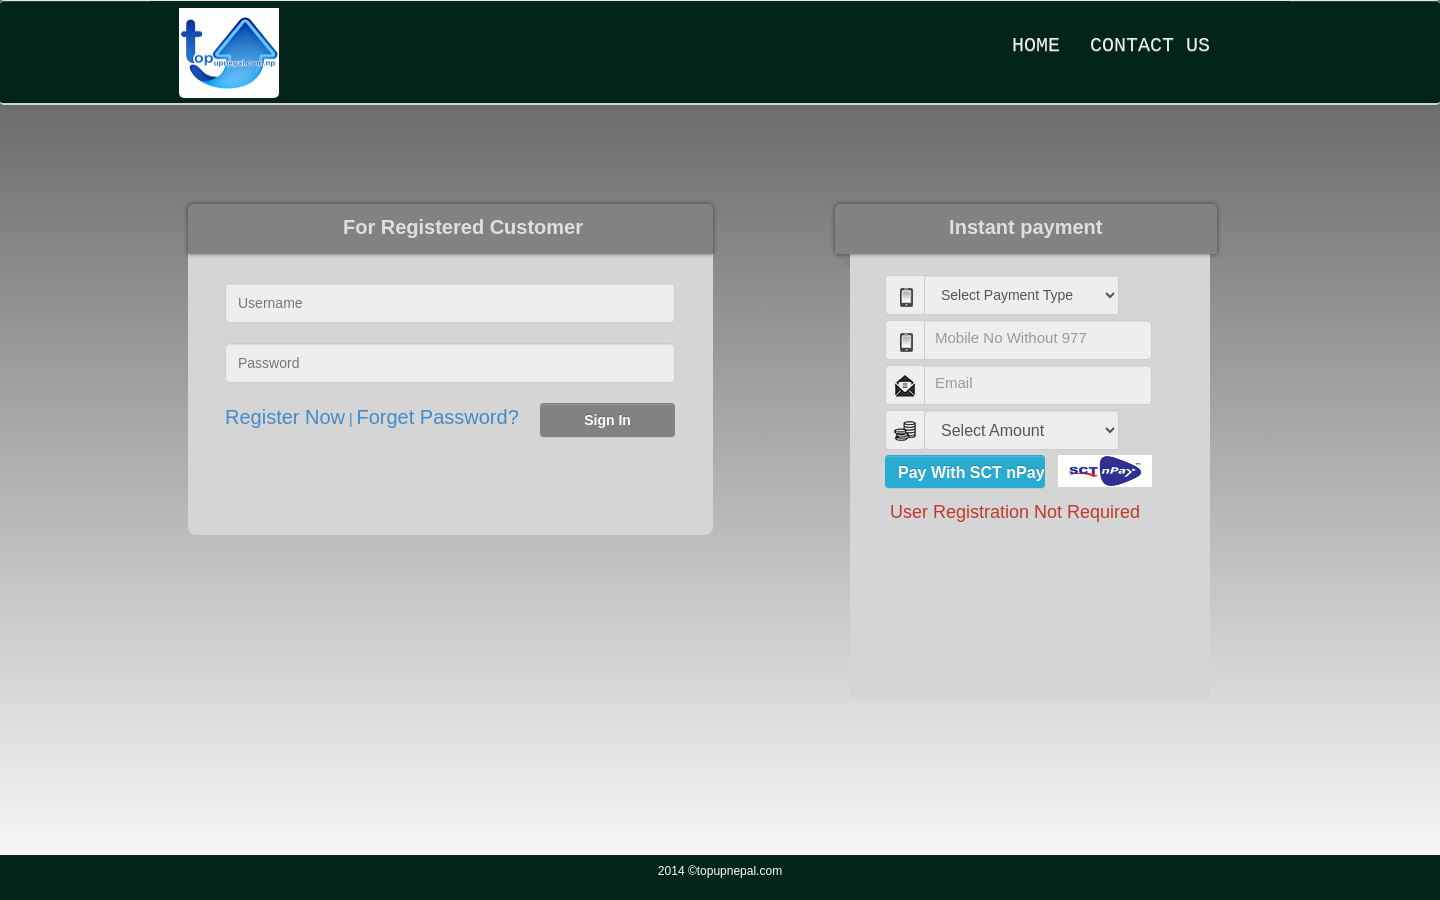 topupnepal.com.np
HOME
CONTACT US
For Registered Customer
Username
Password
Register Now | Forget Password?
Sign In
Instant payment
Select Payment Type
Mobile No Without 977
Email
Select Amount
Pay With SCT nPay
SCT nPay
User Registration Not Required
2014 ©topupnepal.com